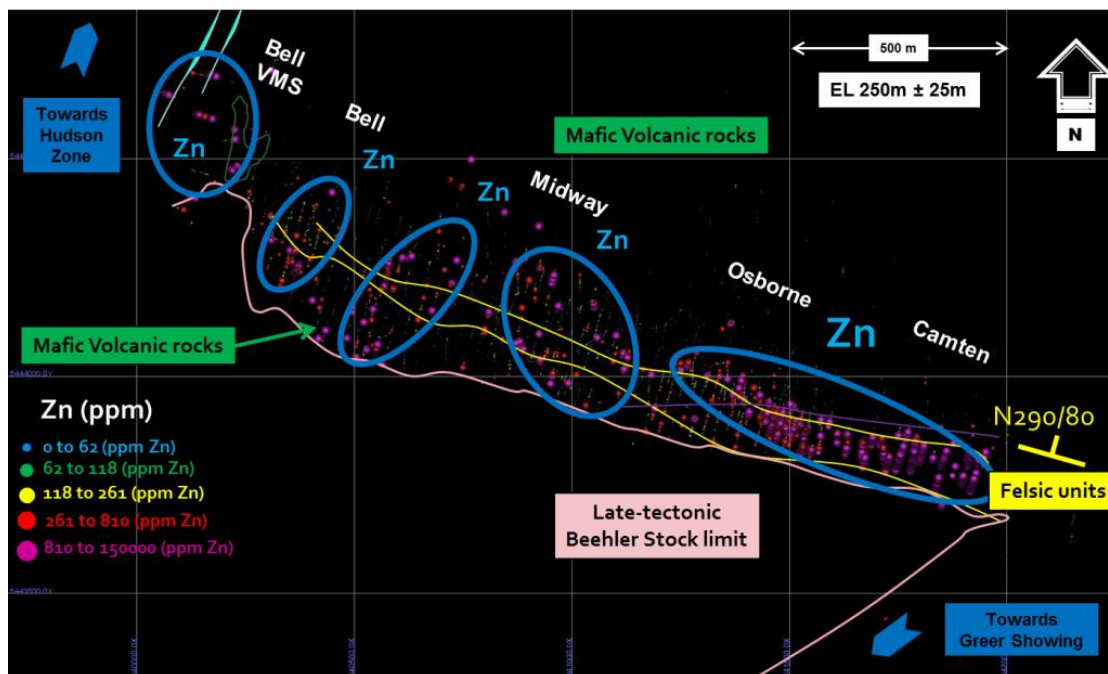 Bell
VMS
500 m
EL 250m ± 25m
N
Towards
Hudson
Zone
Bell
Mafic Volcanic rocks
Zn
Zn
Zn
Midway
Zn
Osborne
Zn
Camten
Mafic Volcanic rocks
5444000.0Y
Zn (ppm)
0 to 62 (ppm Zn)
62 to 118 (ppm Zn)
118 to 261 (ppm Zn)
261 to 810 (ppm Zn)
810 to 150000 (ppm Zn)
N290/80
Felsic units
Late-tectonic
Beehler Stock limit
Towards
Greer Showing